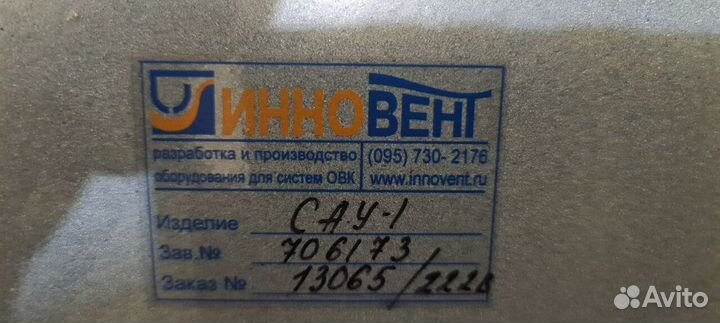 ИННОВЕНТ
разработка и производство (095) 730-2176
оборудования для систем ОВК www.innovent.ru
Изделие САУ-1
Зав.№ 706173
Заказ № 13065/2228
Avito